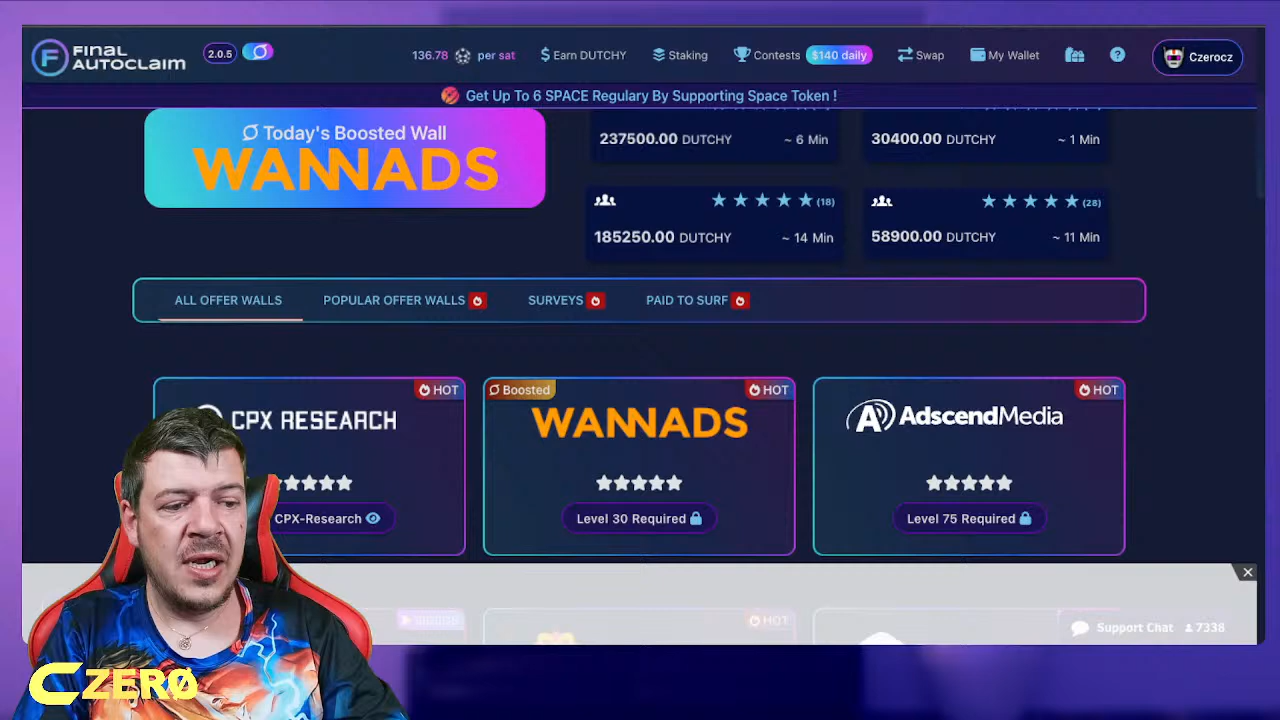 FINAL AUTOCLAIM
2.0.5
136.78 per sat
Earn DUTCHY
Staking
Contests $140 daily
Swap
My Wallet
Czerocz
Get Up To 6 SPACE Regulary By Supporting Space Token !
Today's Boosted Wall
WANNADS
237500.00 DUTCHY ~ 6 Min
30400.00 DUTCHY ~ 1 Min
(18)
185250.00 DUTCHY ~ 14 Min
(28)
58900.00 DUTCHY ~ 11 Min
ALL OFFER WALLS
POPULAR OFFER WALLS
SURVEYS
PAID TO SURF
HOT
CPX RESEARCH
CPX-Research
Boosted
HOT
WANNADS
Level 30 Required
HOT
AdscendMedia
Level 75 Required
HOT
Support Chat 7338
CZERØ